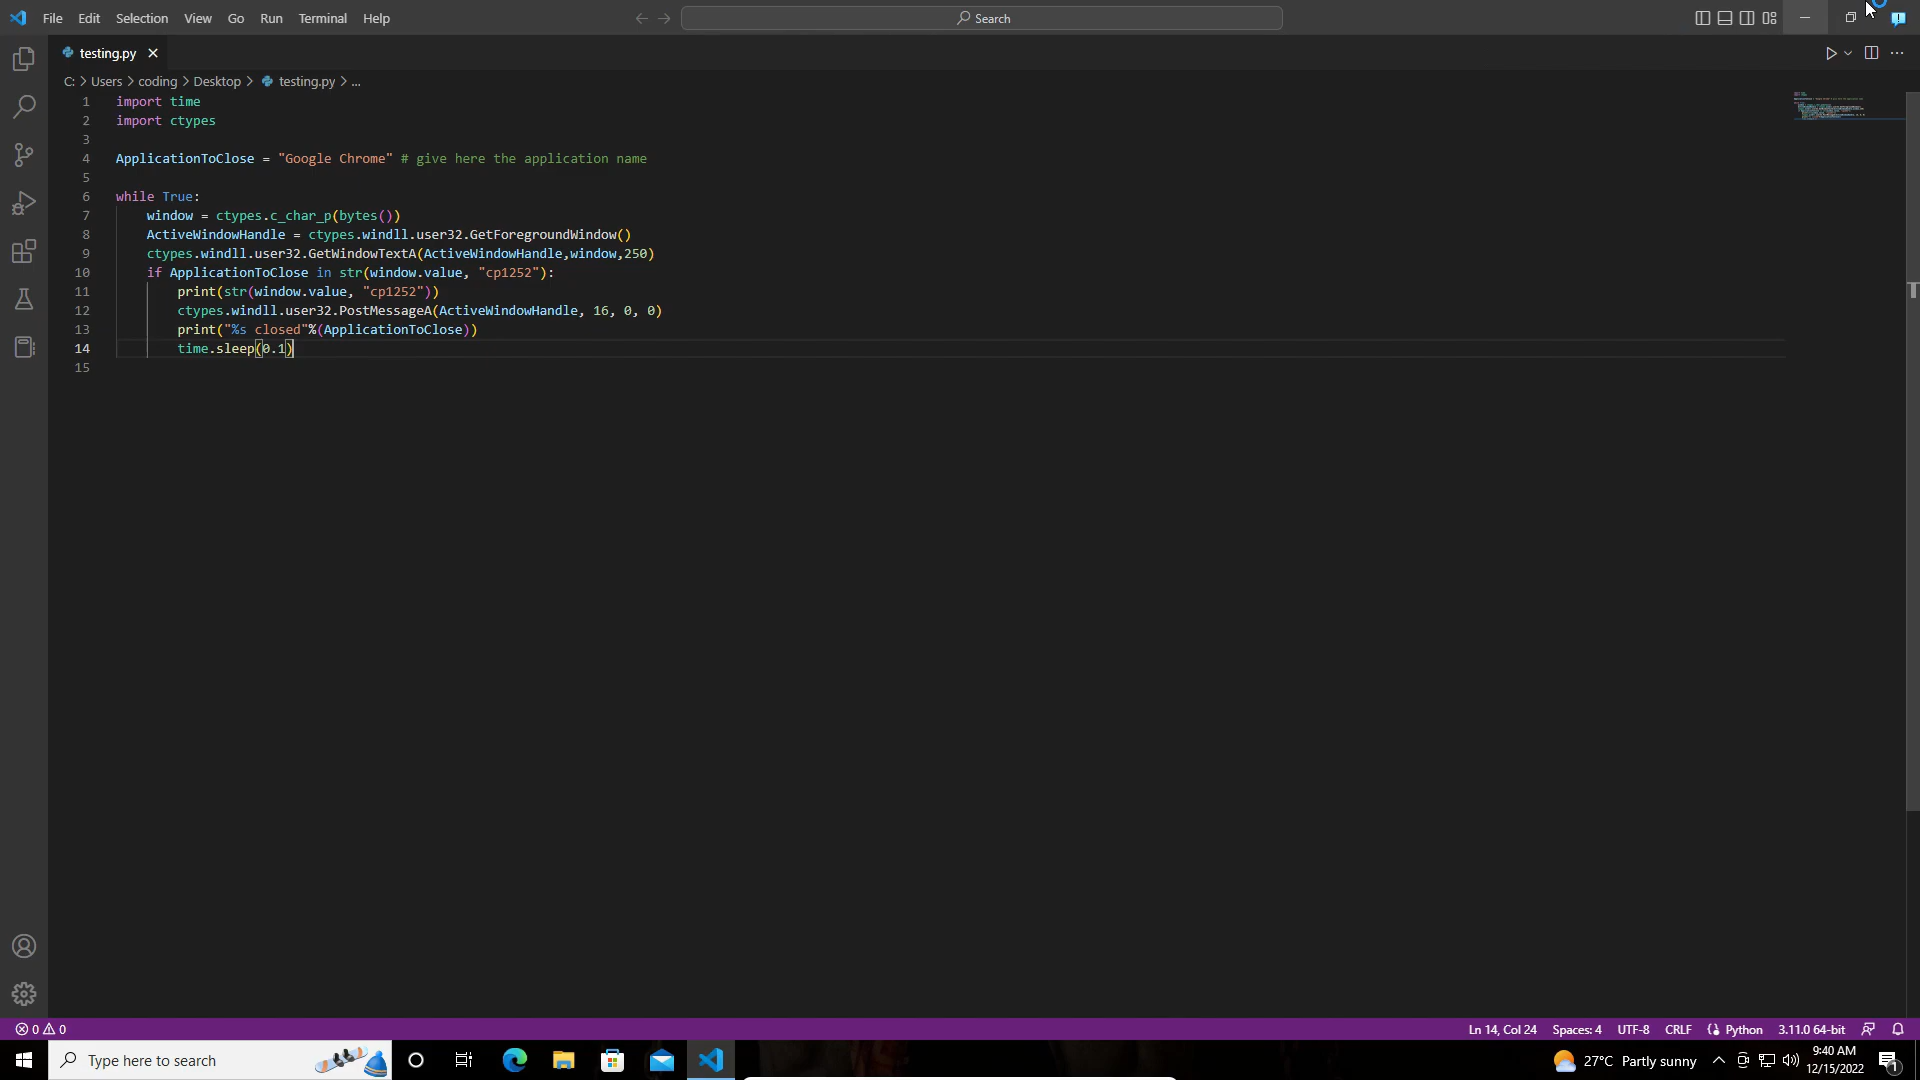 File Edit Selection View Go Run Terminal Help
Search
testing.py
C: > Users > coding > Desktop > testing.py > ...
1 import time
2 import ctypes
3
4 ApplicationToClose = "Google Chrome" # give here the application name
5
6 while True:
7 window = ctypes.c_char_p(bytes())
8 ActiveWindowHandle = ctypes.windll.user32.GetForegroundWindow()
9 ctypes.windll.user32.GetWindowTextA(ActiveWindowHandle,window,250)
10 if ApplicationToClose in str(window.value, "cp1252"):
11 print(str(window.value, "cp1252"))
12 ctypes.windll.user32.PostMessageA(ActiveWindowHandle, 16, 0, 0)
13 print("%s closed"%(ApplicationToClose))
14 time.sleep(0.1)
15
0 0 Ln 14, Col 24 Spaces: 4 UTF-8 CRLF Python 3.11.0 64-bit
Type here to search
27°C Partly sunny
9:40 AM
12/15/2022
1